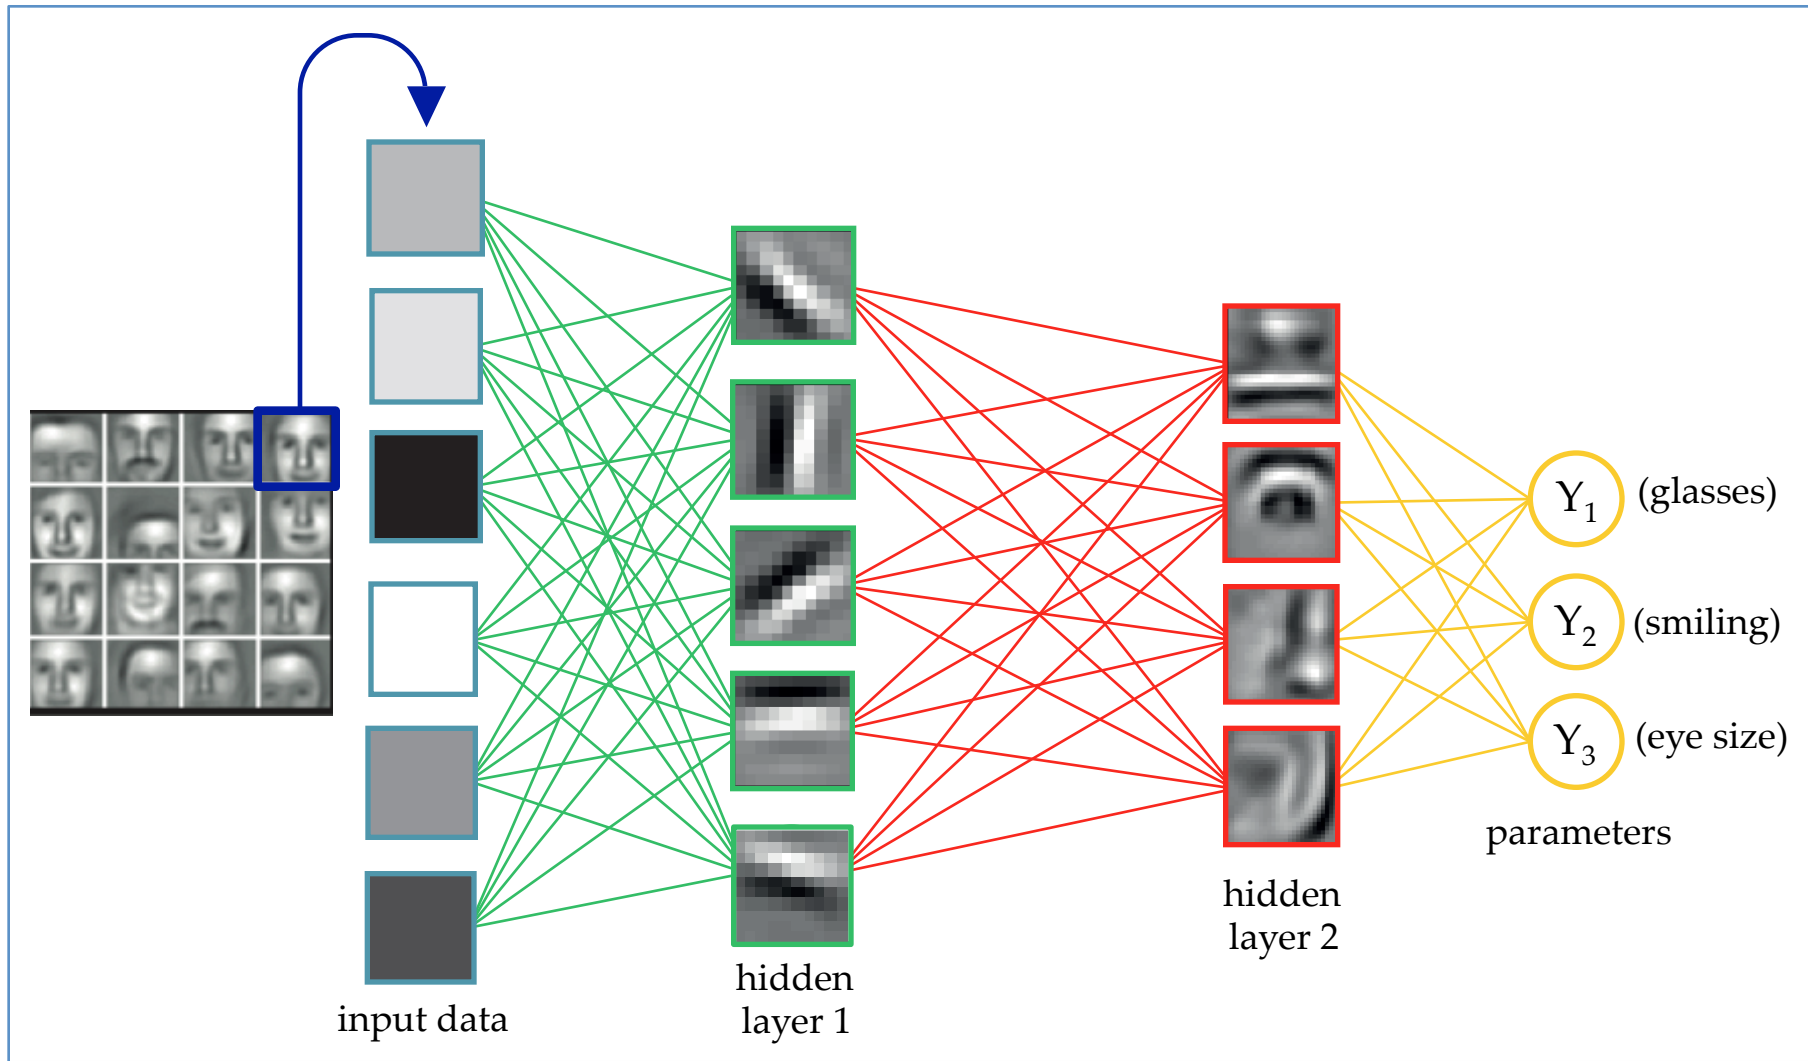 input data
hidden
layer 1
hidden
layer 2
Y₁ (glasses)
Y₂ (smiling)
Y₃ (eye size)
parameters